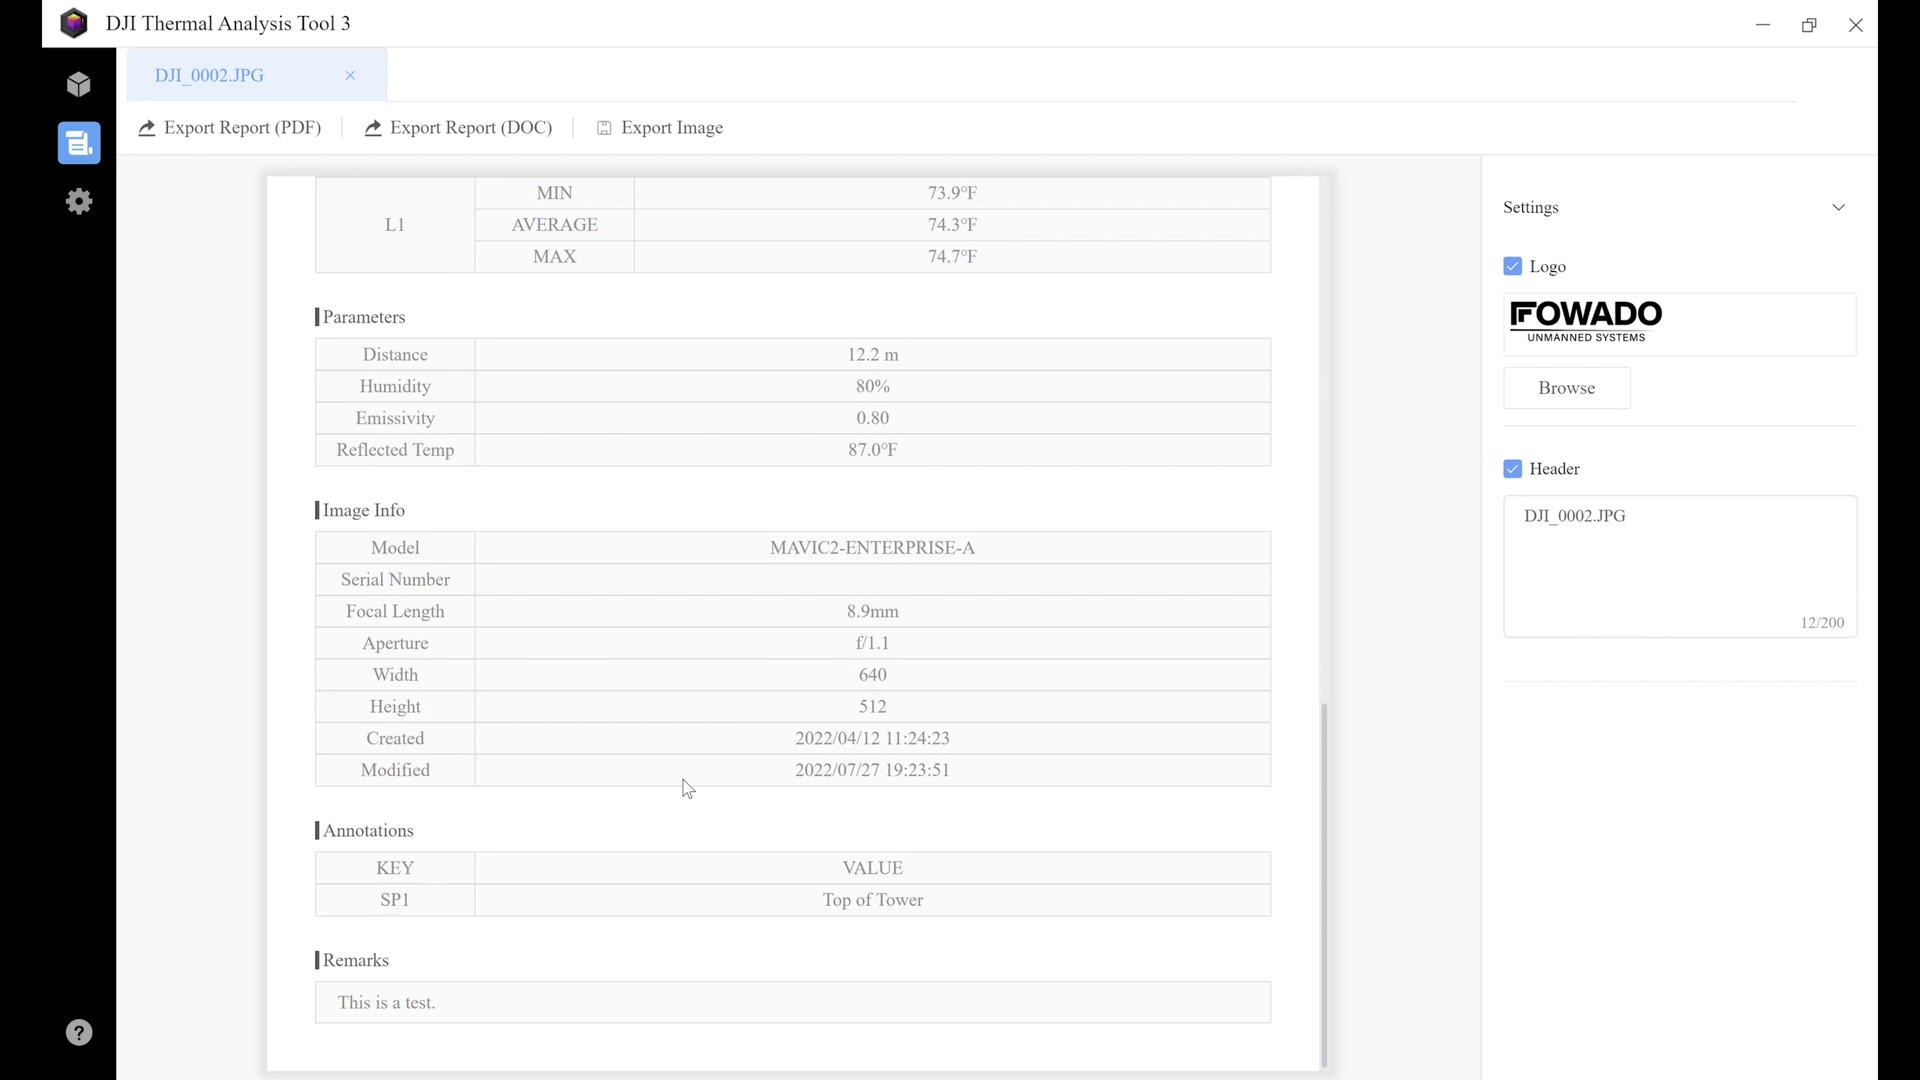 DJI Thermal Analysis Tool 3
DJI_0002.JPG
Export Report (PDF)
Export Report (DOC)
Export Image
L1
MIN 73.9°F
AVERAGE 74.3°F
MAX 74.7°F
Parameters
Distance 12.2 m
Humidity 80%
Emissivity 0.80
Reflected Temp 87.0°F
Image Info
Model MAVIC2-ENTERPRISE-A
Serial Number
Focal Length 8.9mm
Aperture f/1.1
Width 640
Height 512
Created 2022/04/12 11:24:23
Modified 2022/07/27 19:23:51
Annotations
KEY VALUE
SP1 Top of Tower
Remarks
This is a test.
Settings
Logo
FOWADO
UNMANNED SYSTEMS
Browse
Header
DJI_0002.JPG
12/200
?